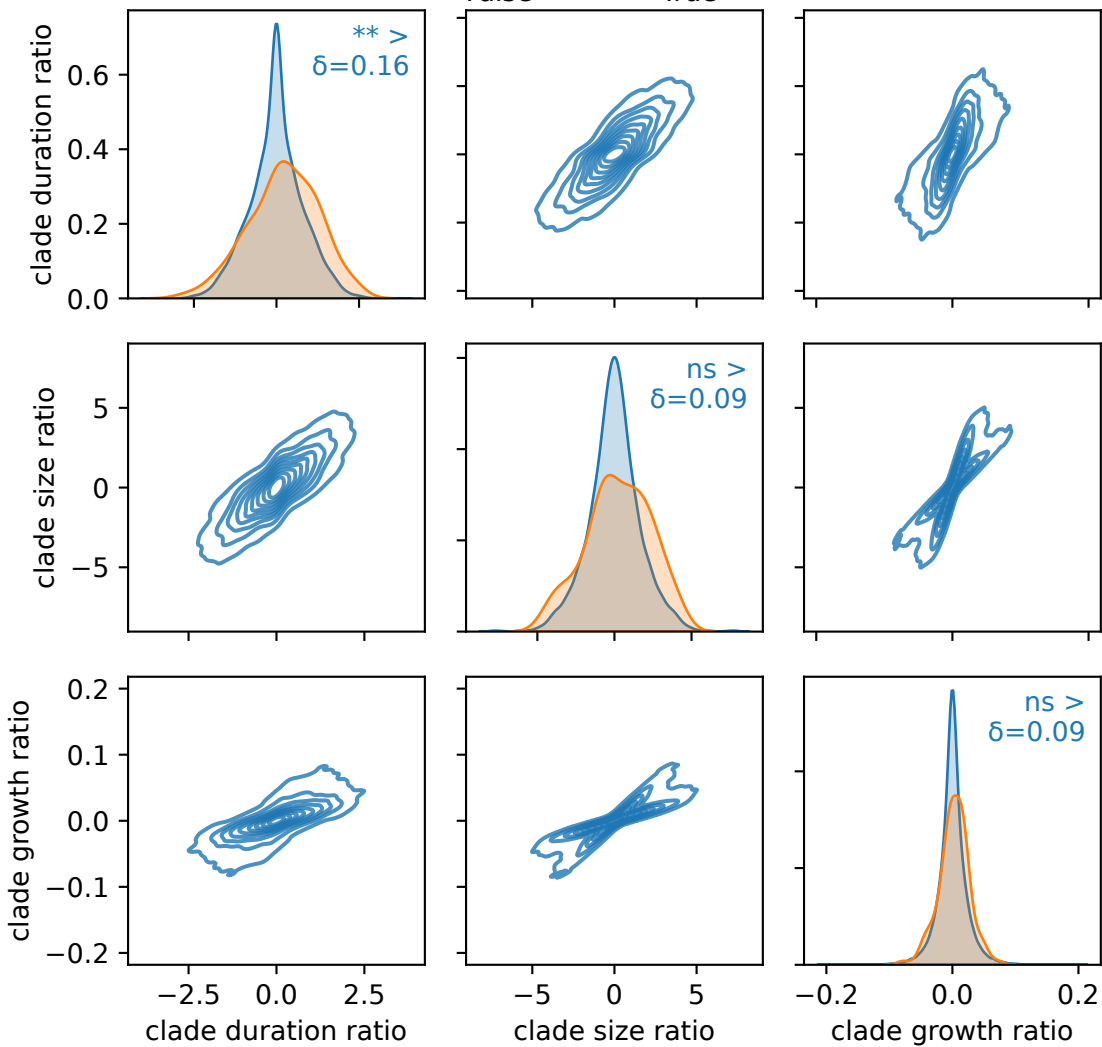 clade duration ratio
0.6
0.4
0.2
0.0
** >
δ=0.16
clade size ratio
5
0
−5
ns >
δ=0.09
clade growth ratio
0.2
0.1
0.0
−0.1
−0.2
ns >
δ=0.09
−2.5 0.0 2.5
−5 0 5
−0.2 0.0 0.2
clade duration ratio
clade size ratio
clade growth ratio